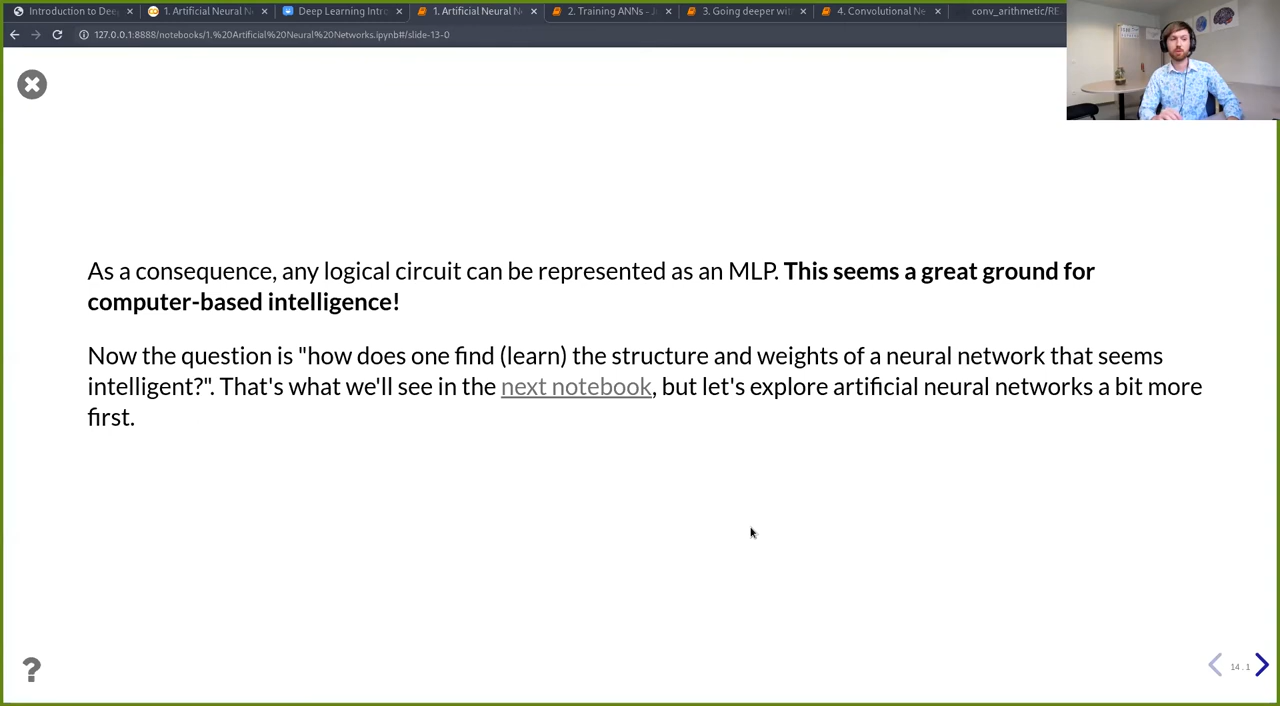 Introduction to Dee
1. Artificial Neural N
Deep Learning Intro
1. Artificial Neural N
2. Training ANNs - J
3. Going deeper wit
4. Convolutional Ne
conv_arithmetic/RE
127.0.0.1:8888/notebooks/1.%20Artificial%20Neural%20Networks.ipynb#/slide-13-0
As a consequence, any logical circuit can be represented as an MLP. This seems a great ground for
computer-based intelligence!
Now the question is "how does one find (learn) the structure and weights of a neural network that seems
intelligent?". That's what we'll see in the next notebook, but let's explore artificial neural networks a bit more
first.
?
14.1